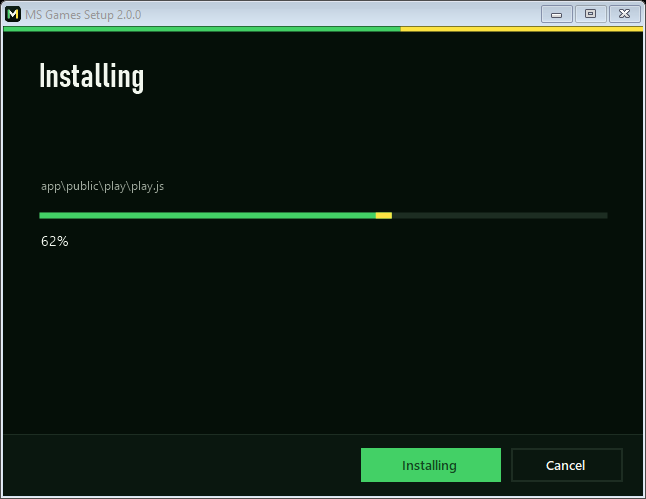 M MS Games Setup 2.0.0
Installing
app\public\play\play.js
62%
Installing Cancel